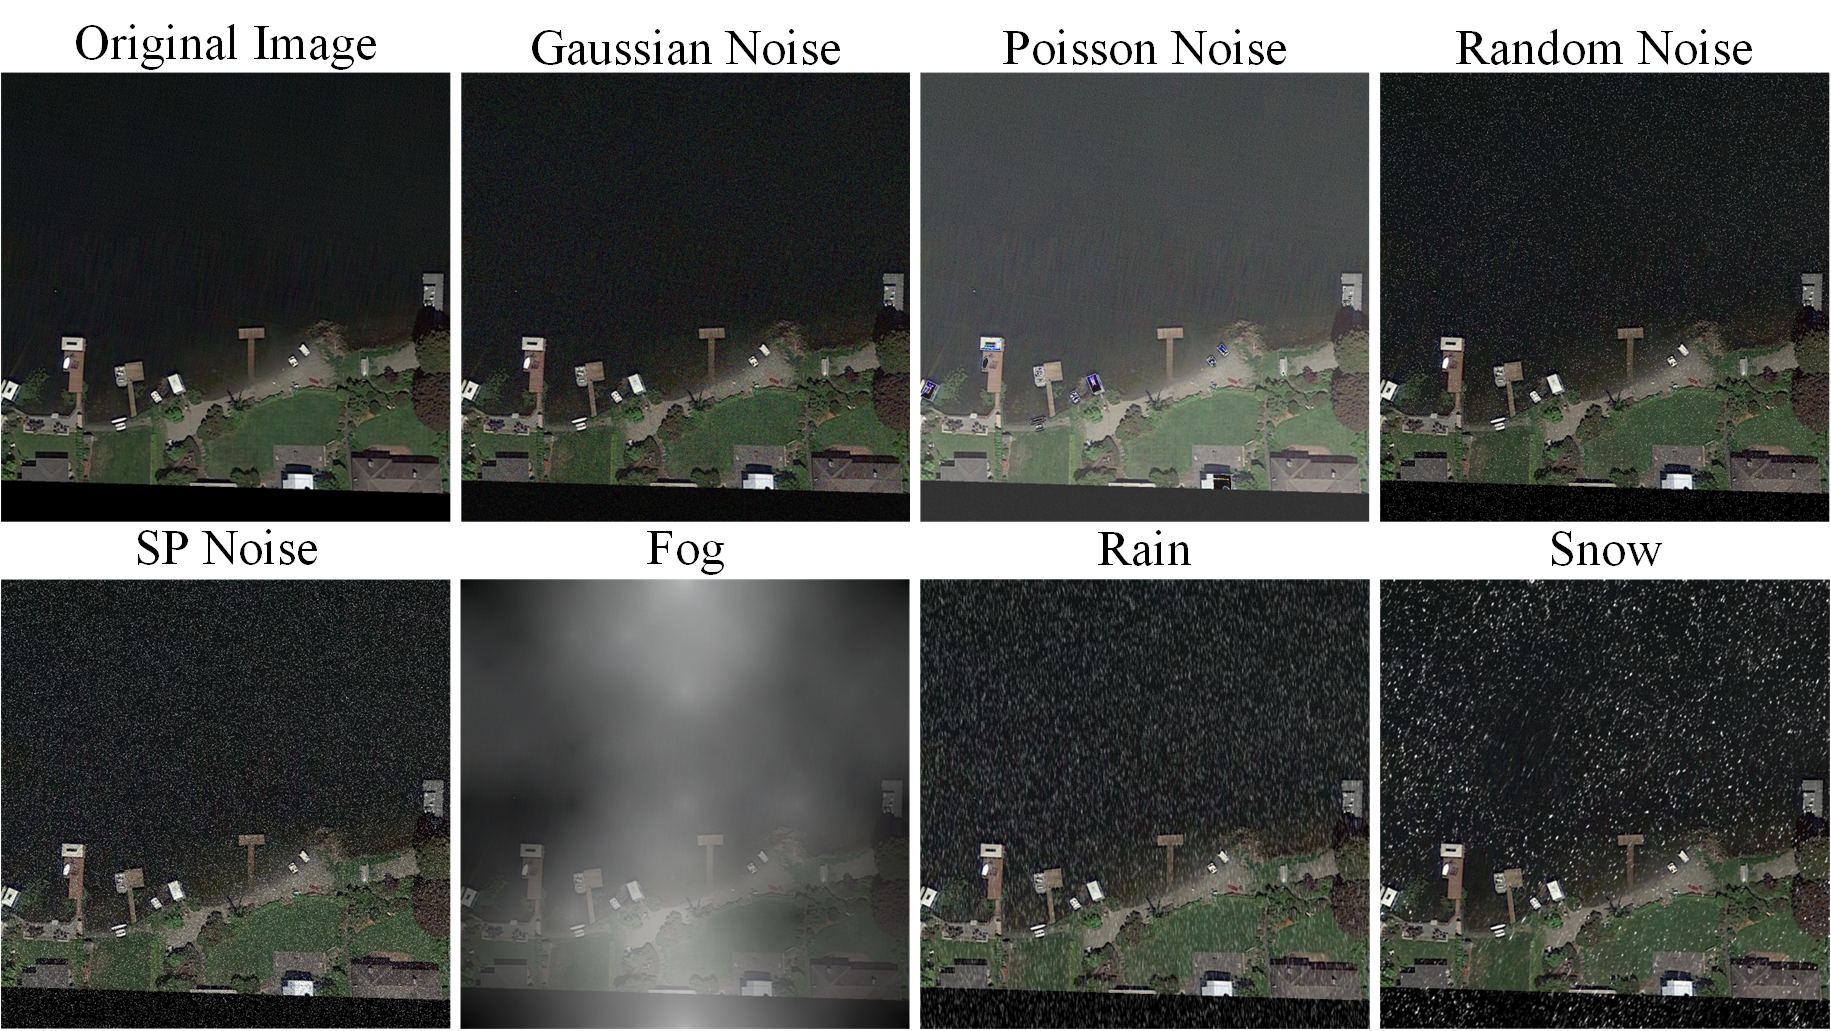 Original Image
Gaussian Noise
Poisson Noise
Random Noise
SP Noise
Fog
Rain
Snow